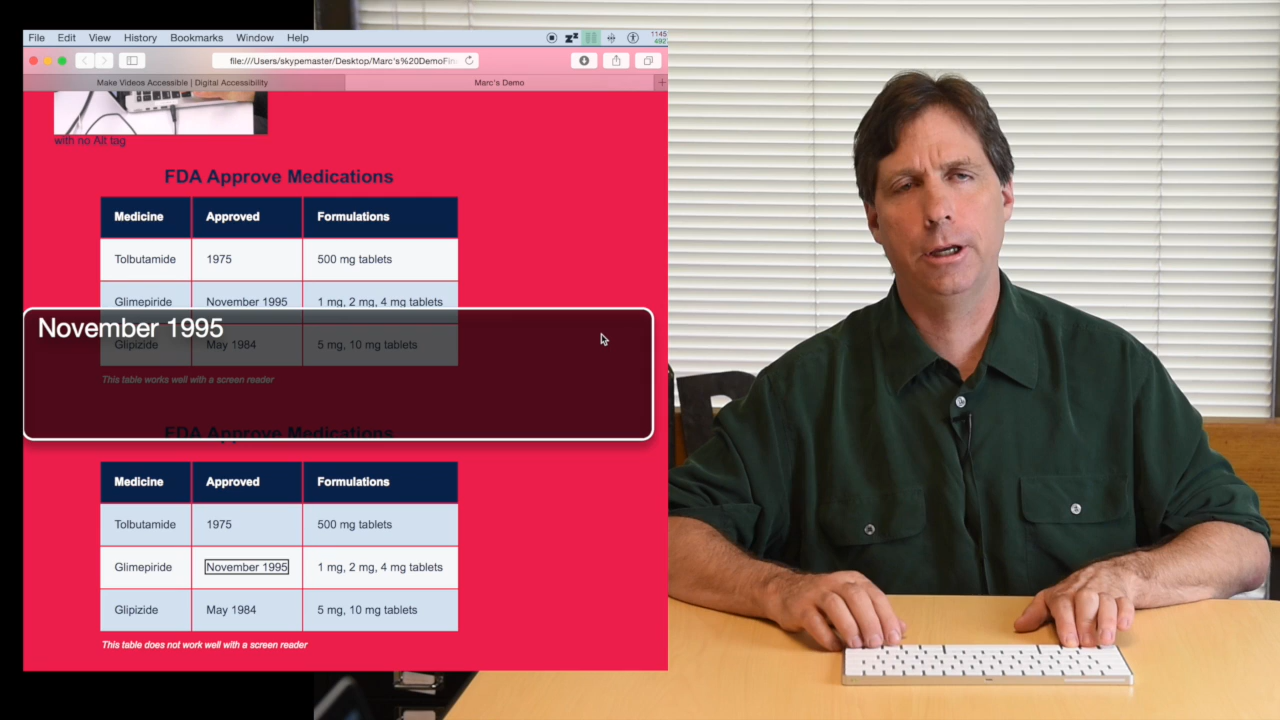 File Edit View History Bookmarks Window Help
1145
492
file:///Users/skypemaster/Desktop/Marc's%20DemoFin
Make Videos Accessible | Digital Accessibility Marc's Demo
with no Alt tag
FDA Approve Medications
Medicine Approved Formulations
Tolbutamide 1975 500 mg tablets
Glimepiride November 1995 1 mg, 2 mg, 4 mg tablets
November 1995
Glipizide May 1984 5 mg, 10 mg tablets
This table works well with a screen reader
FDA Approve Medications
Medicine Approved Formulations
Tolbutamide 1975 500 mg tablets
Glimepiride November 1995 1 mg, 2 mg, 4 mg tablets
Glipizide May 1984 5 mg, 10 mg tablets
This table does not work well with a screen reader